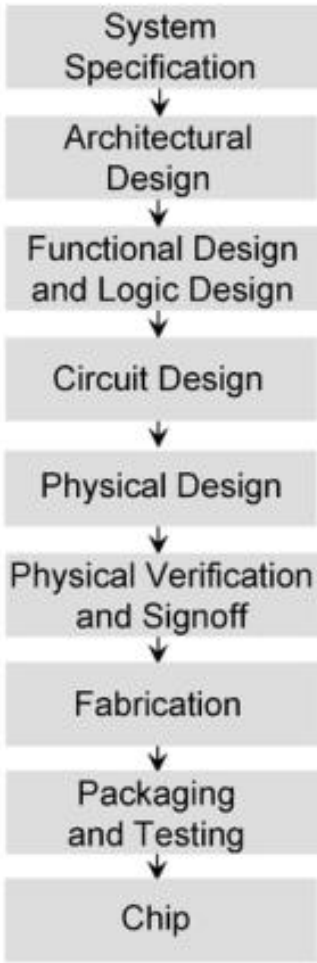 System
Specification
Architectural
Design
Functional Design
and Logic Design
Circuit Design
Physical Design
Physical Verification
and Signoff
Fabrication
Packaging
and Testing
Chip